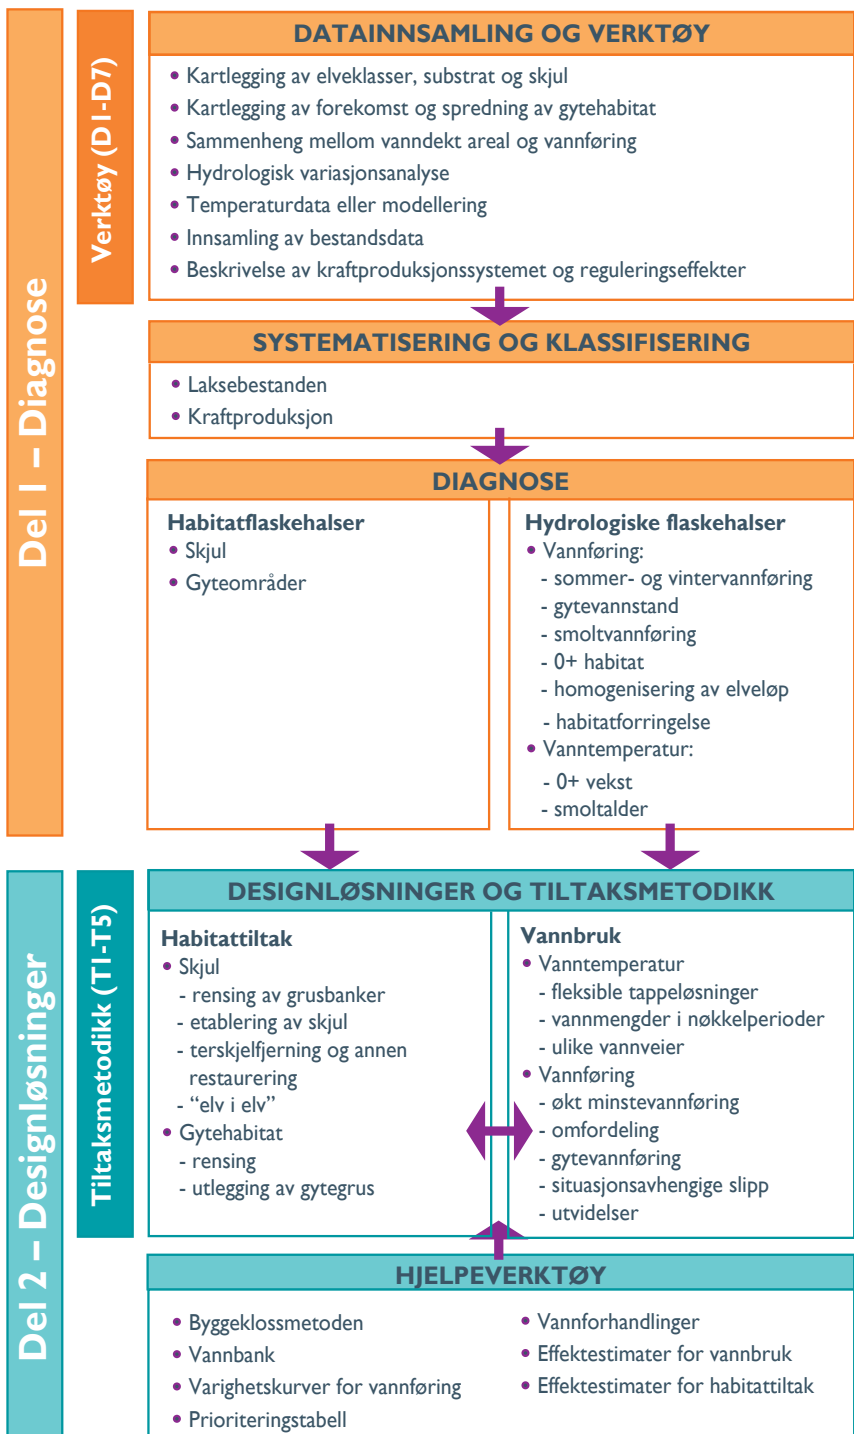 Del 1 – Diagnose
Verktøy (D1-D7)
DATAINNSAMLING OG VERKTØY
• Kartlegging av elveklasser, substrat og skjul
• Kartlegging av forekomst og spredning av gytehabitat
• Sammenheng mellom vanndekt areal og vannføring
• Hydrologisk variasjonsanalyse
• Temperaturdata eller modellering
• Innsamling av bestandsdata
• Beskrivelse av kraftproduksjonssystemet og reguleringseffekter
SYSTEMATISERING OG KLASSIFISERING
• Laksebestanden
• Kraftproduksjon
DIAGNOSE
Habitatflaskehalser
• Skjul
• Gyteområder
Hydrologiske flaskehalser
• Vannføring:
- sommer- og vintervannføring
- gytevannstand
- smoltvannføring
- 0+ habitat
- homogenisering av elveløp
- habitatforringelse
• Vanntemperatur:
- 0+ vekst
- smoltalder
Del 2 – Designløsninger
Tiltaksmetodikk (T1-T5)
DESIGNLØSNINGER OG TILTAKSMETODIKK
Habitattiltak
• Skjul
- rensing av grusbanker
- etablering av skjul
- terskjelfjerning og annen
restaurering
- “elv i elv”
• Gytehabitat
- rensing
- utlegging av gytegrus
Vannbruk
• Vanntemperatur
- fleksible tappeløsninger
- vannmengder i nøkkelperioder
- ulike vannveier
• Vannføring
- økt minstevannføring
- omfordeling
- gytevannføring
- situasjonsavhengige slipp
- utvidelser
HJELPEVERKTØY
• Byggeklossmetoden
• Vannbank
• Varighetskurver for vannføring
• Prioriteringstabell
• Vannforhandlinger
• Effektestimater for vannbruk
• Effektestimater for habitattiltak